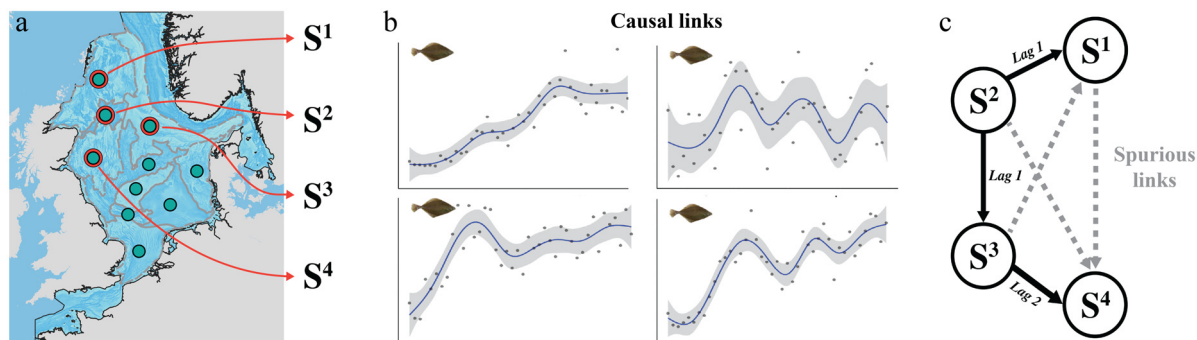 a
S1
S2
S3
S4
b
Causal links
c
S1
S2
S3
S4
Lag 1
Lag 1
Lag 2
Spurious
links